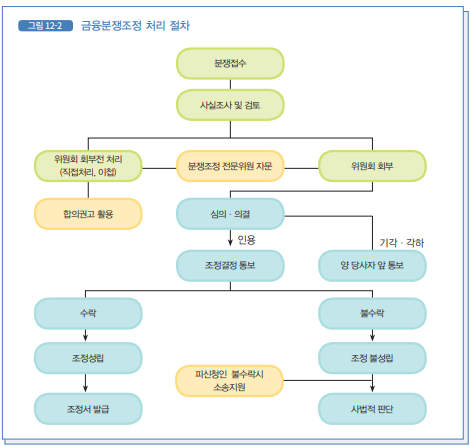 그림 12-2 금융분쟁조정 처리 절차
분쟁접수
사실조사 및 검토
위원회 회부전 처리
(직접처리, 이첩)
분쟁조정 전문위원 자문
위원회 회부
합의권고 활용
심의 · 의결
인용
기각 · 각하
조정결정 통보
양 당사자 앞 통보
수락
불수락
조정성립
피신청인 불수락시
소송지원
조정 불성립
조정서 발급
사법적 판단